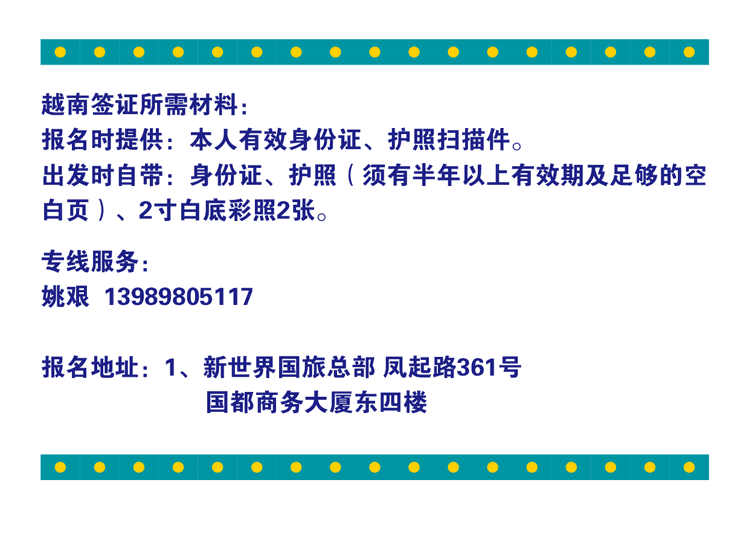 越南签证所需材料：
报名时提供：本人有效身份证、护照扫描件。
出发时自带：身份证、护照（须有半年以上有效期及足够的空
白页）、2寸白底彩照2张。
专线服务：
姚艰 13989805117
报名地址：1、新世界国旅总部 凤起路361号
国都商务大厦东四楼